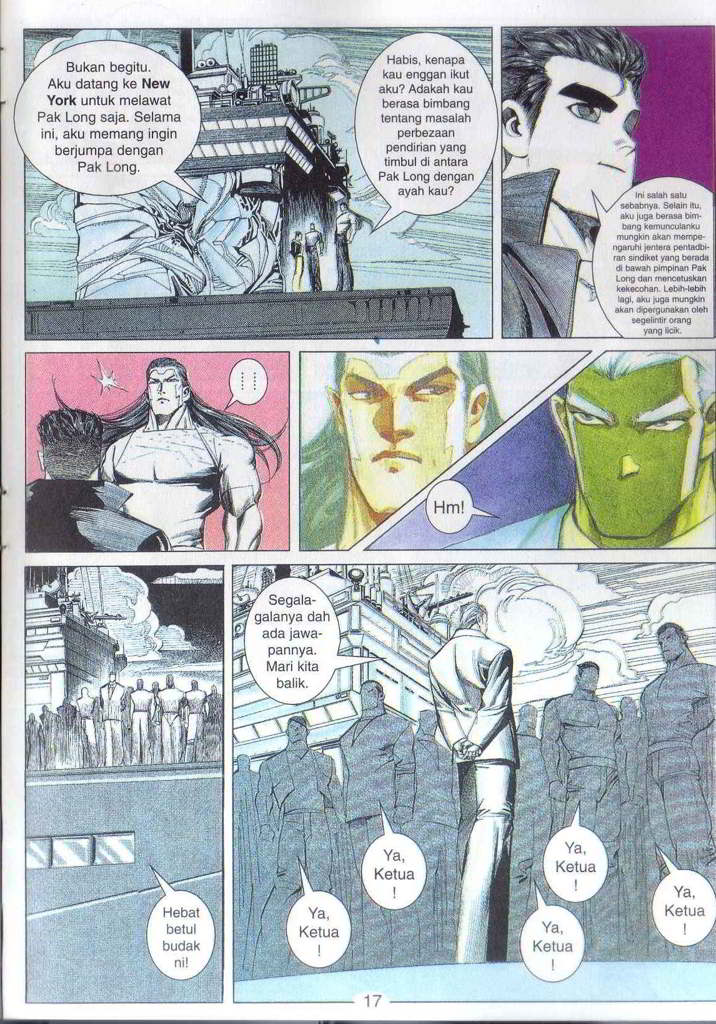 Bukan begitu.
Aku datang ke New
York untuk melawat
Pak Long saja. Selama
ini, aku memang ingin
berjumpa dengan
Pak Long.
Habis, kenapa
kau enggan ikut
aku? Adakah kau
berasa bimbang
tentang masalah
perbezaan
pendirian yang
timbul di antara
Pak Long dengan
ayah kau?
Ini salah satu
sebabnya. Selain itu,
aku juga berasa bim-
bang kemunculanku
mungkin akan mempe-
ngaruhi jentera pentadbi-
ran sindiket yang berada
di bawah pimpinan Pak
Long dan mencetuskan
kekecohan. Lebih-lebih
lagi, aku juga mungkin
akan dipergunakan oleh
segelintir orang
yang licik.
Hm!
Hebat
betul
budak
ni!
Segala-
galanya dah
ada jawa-
pannya.
Mari kita
balik.
Ya,
Ketua
!
Ya,
Ketua
!
Ya,
Ketua
!
Ya,
Ketua
!
Ya,
Ketua
!
17